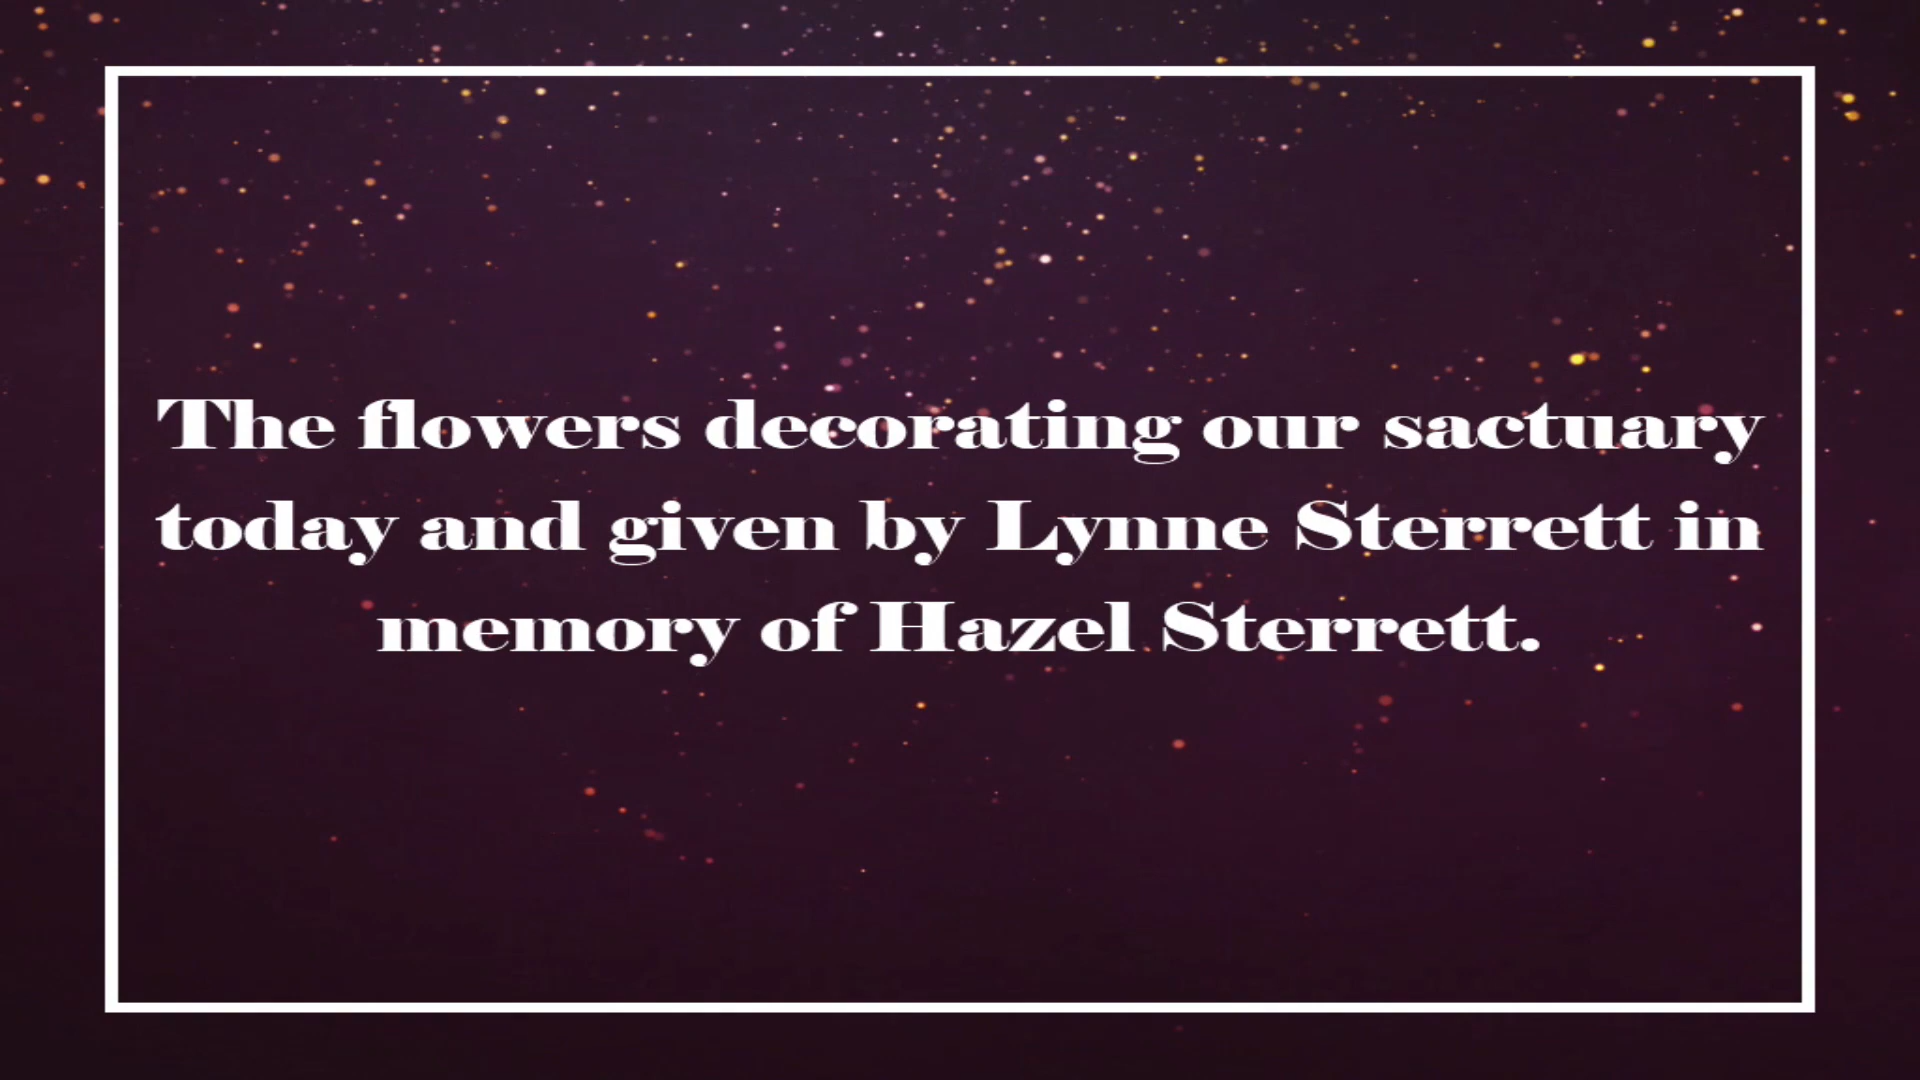 The flowers decorating our sactuary
today and given by Lynne Sterrett in
memory of Hazel Sterrett.